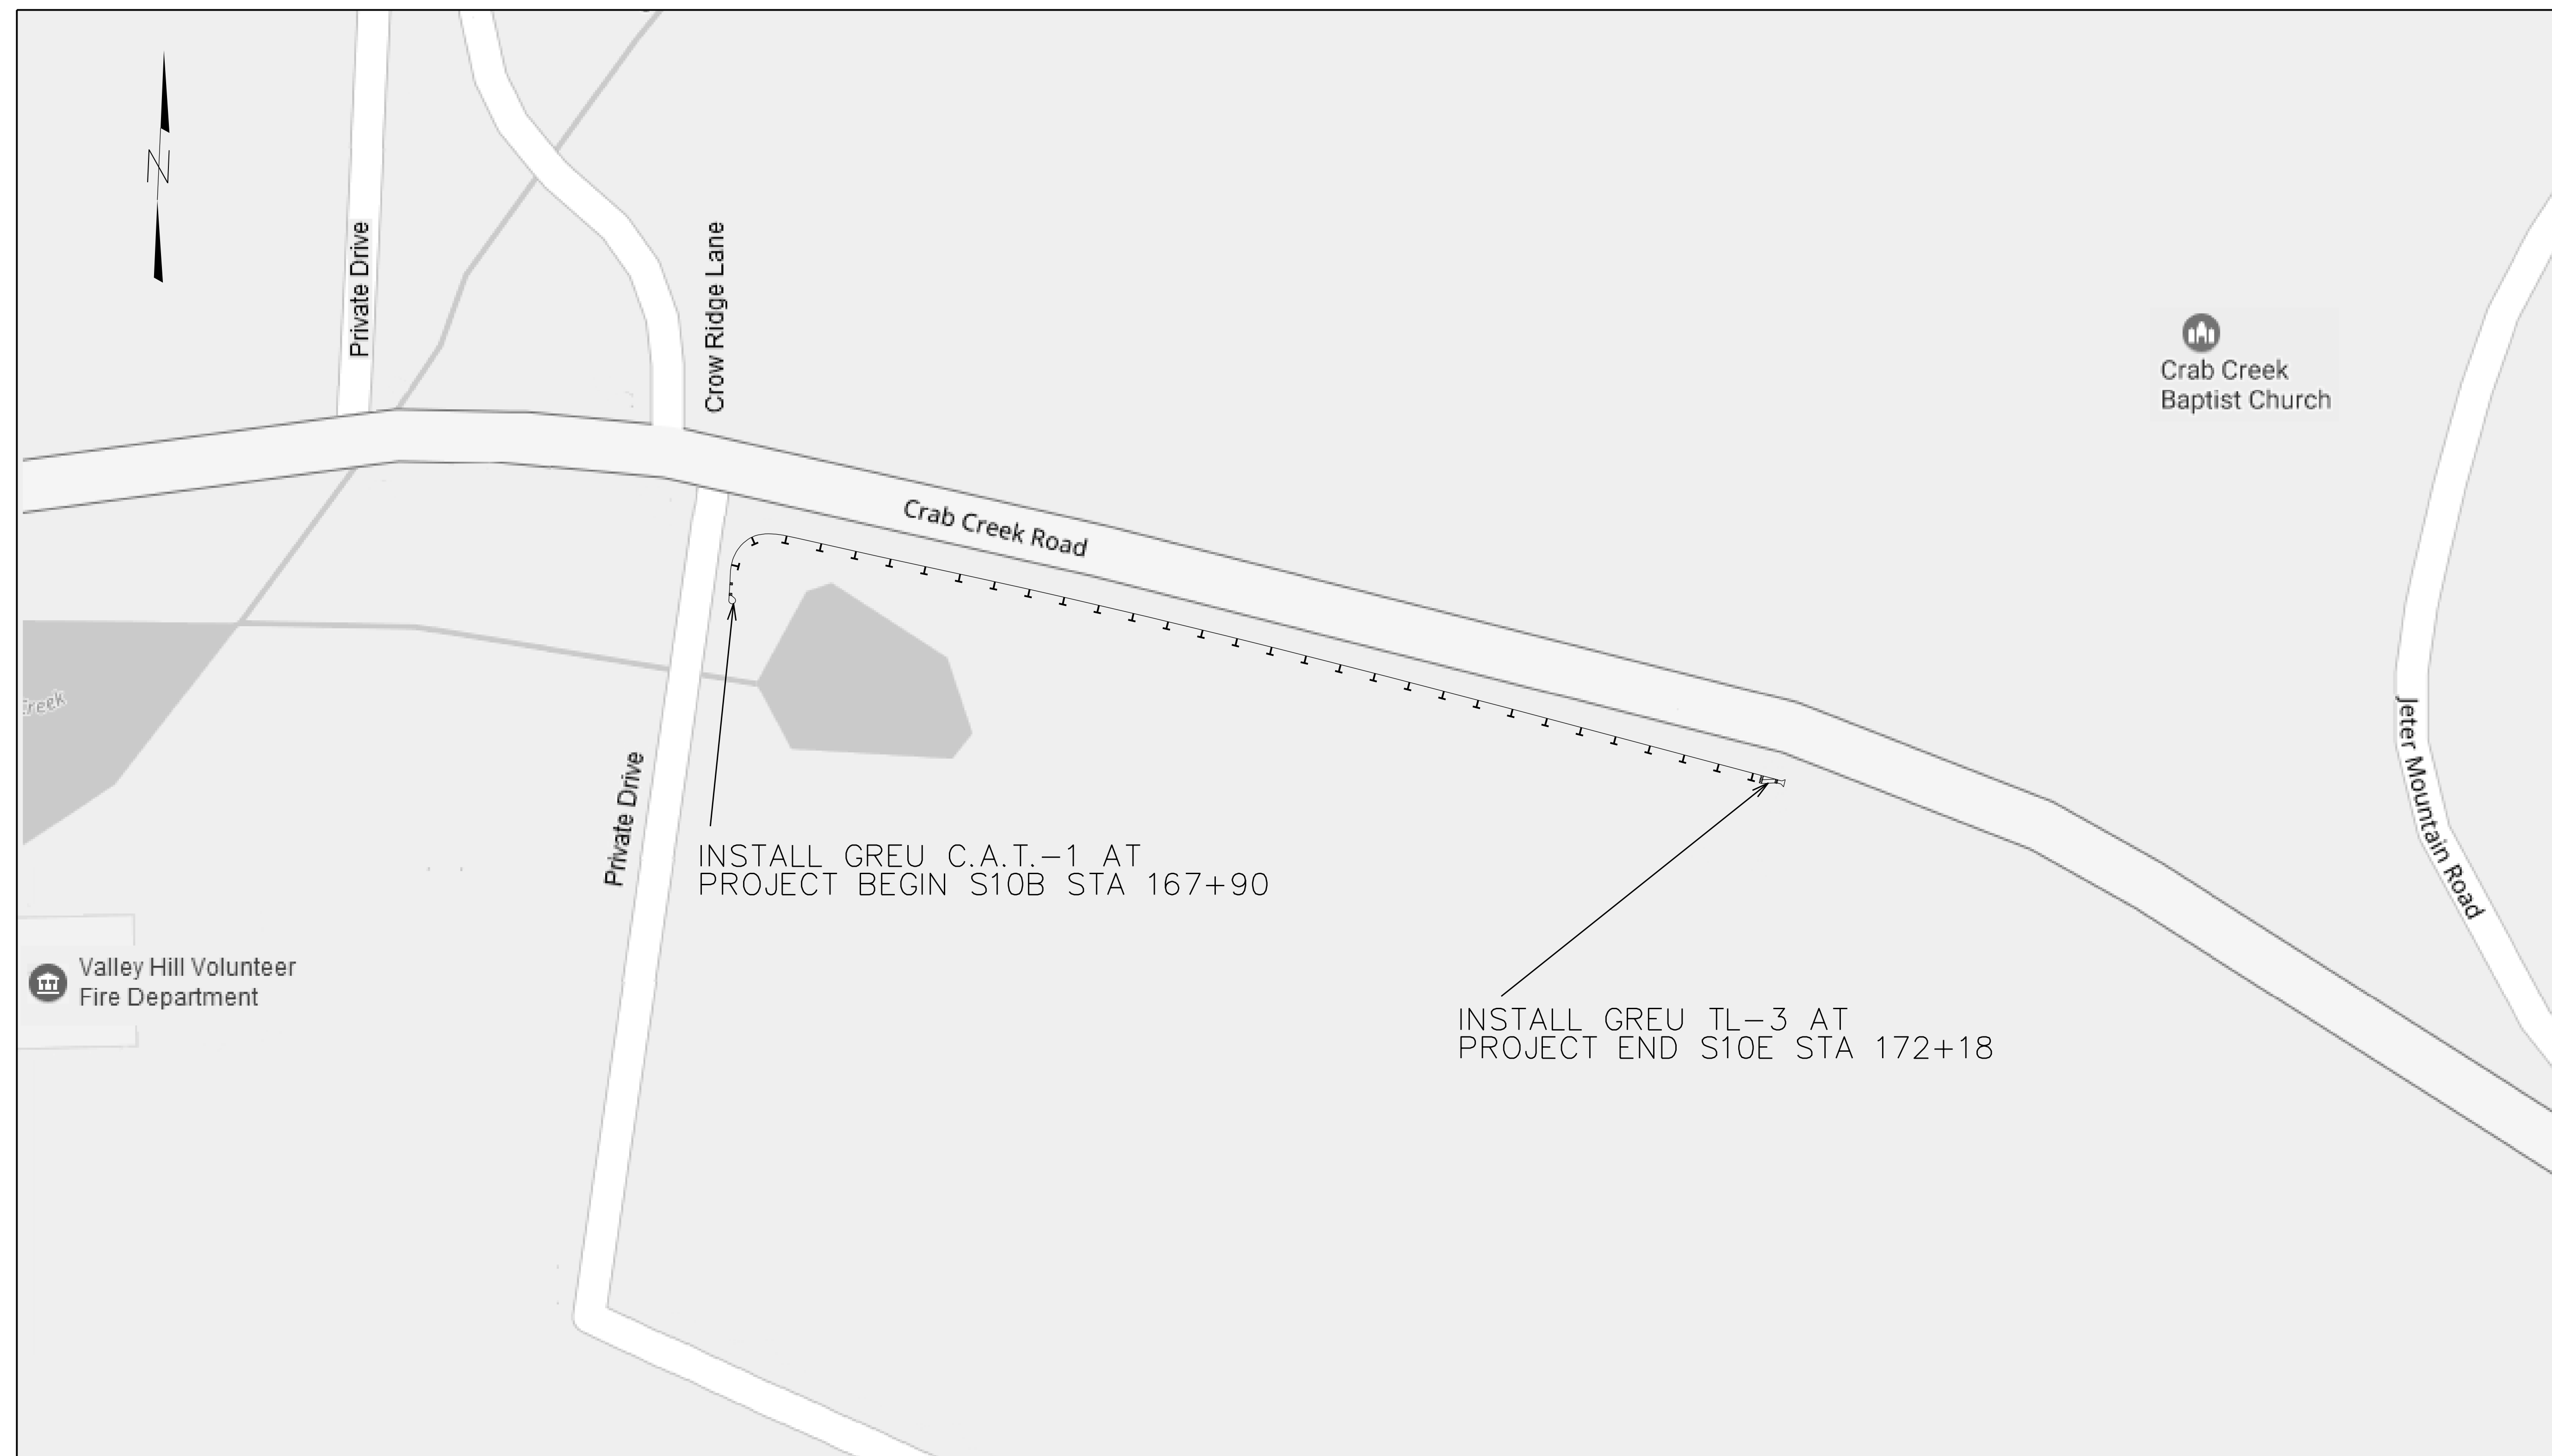 N
Private Drive
Crow Ridge Lane
Crab Creek
Baptist Church
Crab Creek Road
Creek
Jeter Mountain Road
Private Drive
INSTALL GREU C.A.T.-1 AT
PROJECT BEGIN S10B STA 167+90
Valley Hill Volunteer
Fire Department
INSTALL GREU TL-3 AT
PROJECT END S10E STA 172+18